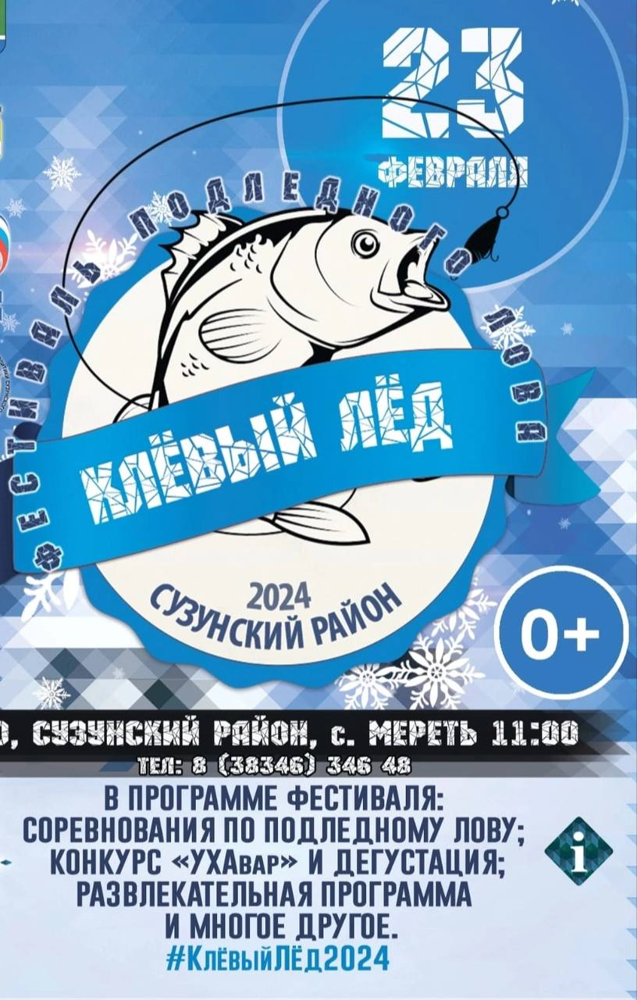 23
ФЕВРАЛЯ
ФЕСТИВАЛЬ ПОДЛЕДНОГО ЛОВА
КЛЁВЫЙ ЛЁД
2024
СУЗУНСКИЙ РАЙОН
0+
О, СУЗУНСКИЙ РАЙОН, с. МЕРЕТЬ 11:00
ТЕЛ: 8 (38346) 346 48
В ПРОГРАММЕ ФЕСТИВАЛЯ:
СОРЕВНОВАНИЯ ПО ПОДЛЕДНОМУ ЛОВУ;
КОНКУРС «УХАвар» И ДЕГУСТАЦИЯ;
РАЗВЛЕКАТЕЛЬНАЯ ПРОГРАММА
И МНОГОЕ ДРУГОЕ.
#КлёвыйЛЁд2024
i